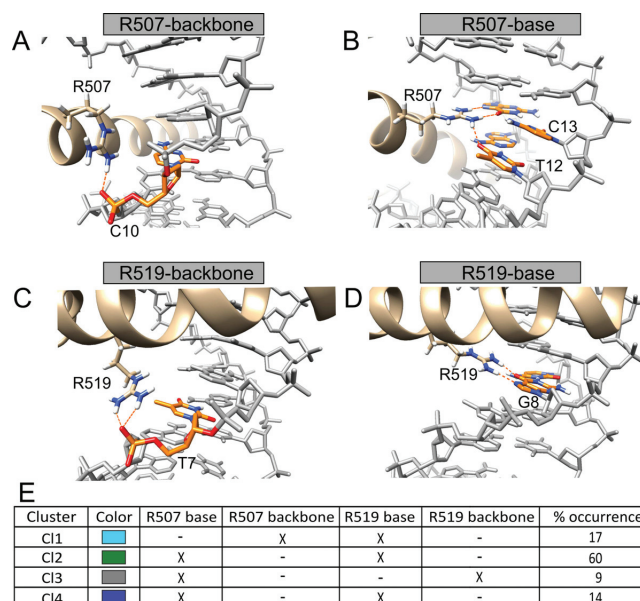 R507-backbone
R507-base
A
R507
C10
B
R507
C13
T12
R519-backbone
R519-base
C
R519
T7
D
R519
G8
E
Cluster Color R507 base R507 backbone R519 base R519 backbone % occurrence
Cl1 - X X - 17
Cl2 X - X - 60
Cl3 X - - X 9
Cl4 X - X - 14